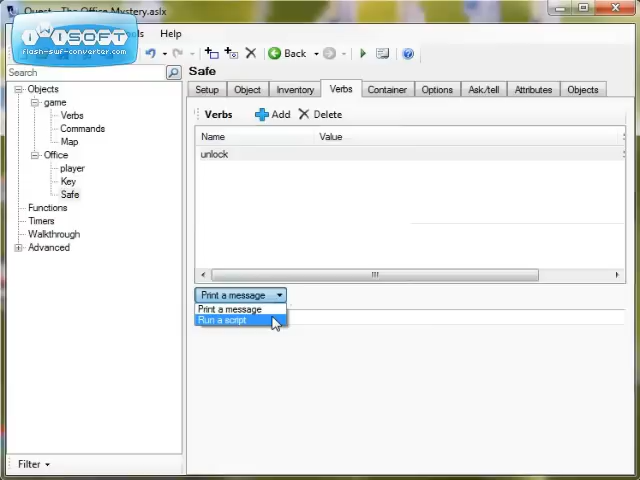 Quest - The Office Mystery.aslx
iWiSOFT
flash-swf-converter.com
Tools
Help
Back
Search
Safe
Setup
Object
Inventory
Verbs
Container
Options
Ask/tell
Attributes
Objects
Objects
game
Verbs
Commands
Map
Office
player
Key
Safe
Functions
Timers
Walkthrough
Advanced
Verbs
Add
Delete
Name
Value
unlock
Print a message
Print a message
Run a script
Filter